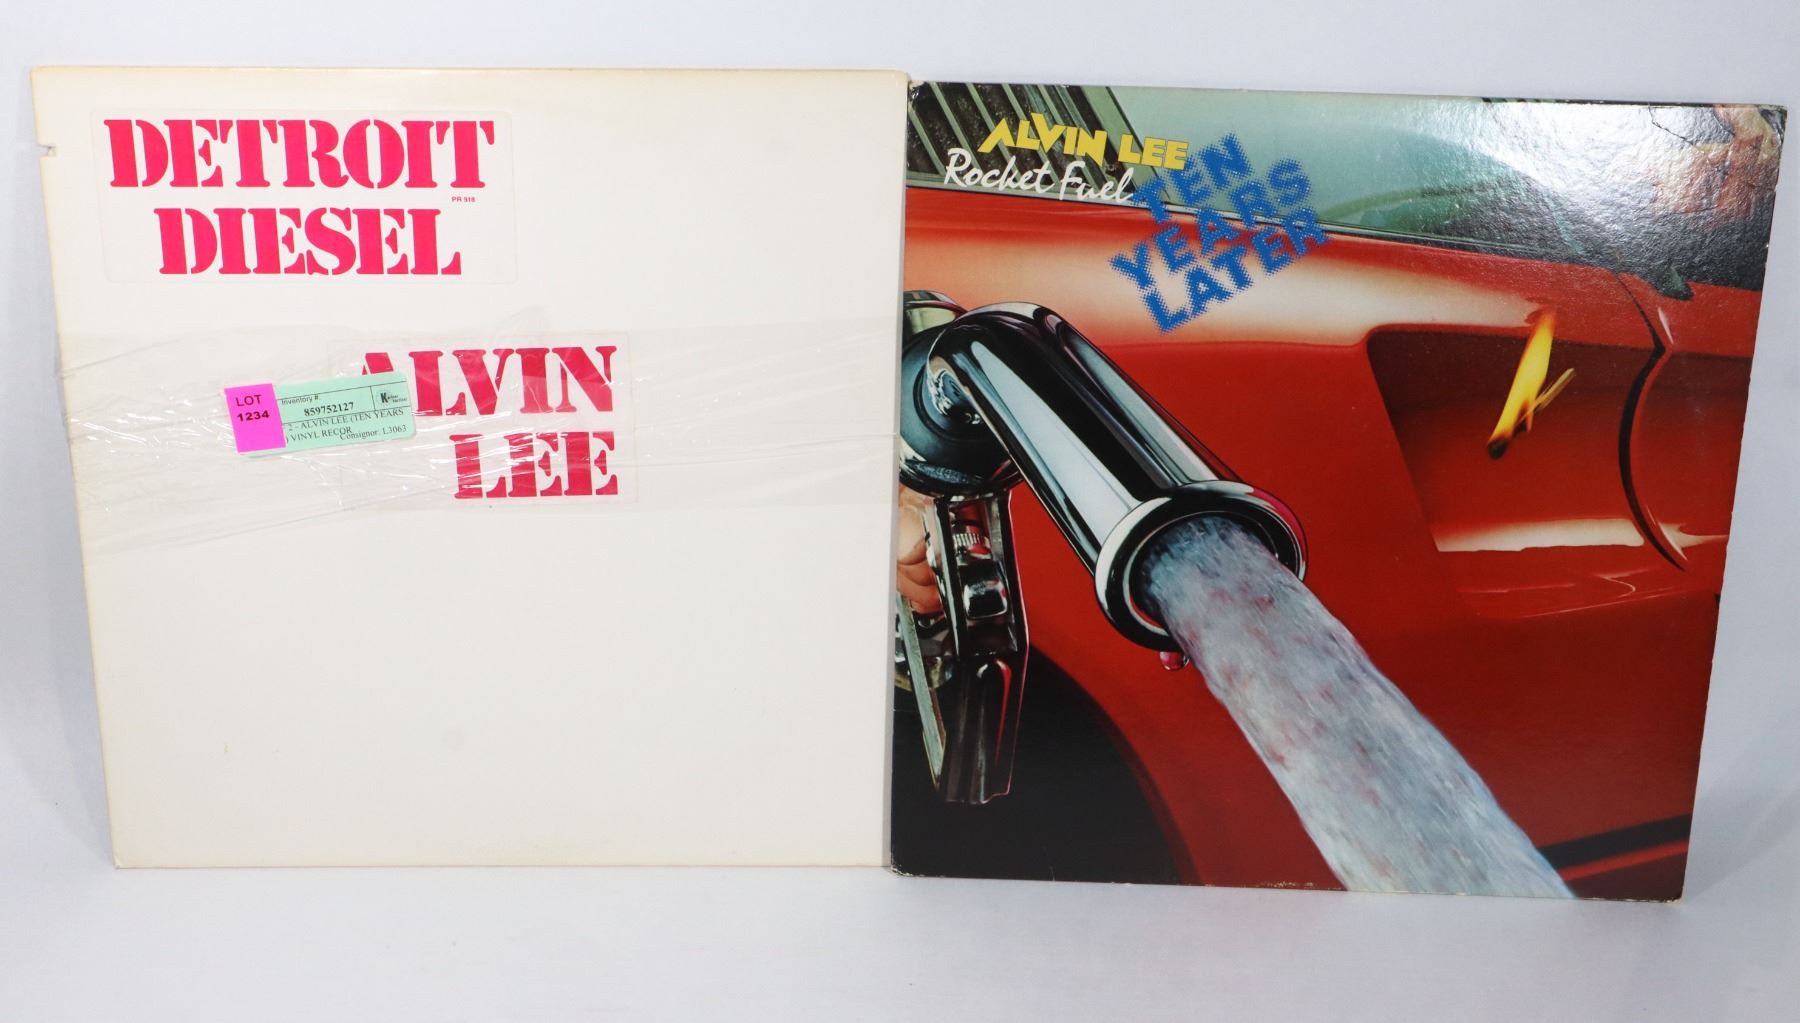 DETROIT
PR 918
DIESEL
ALVIN
LEE
LOT
1234
Inventory #:
859752127
2 - ALVIN LEE (TEN YEARS
) VINYL RECOR
Consignor: L3063
ALVIN LEE
Rocket Fuel
TEN
YEARS
LATER